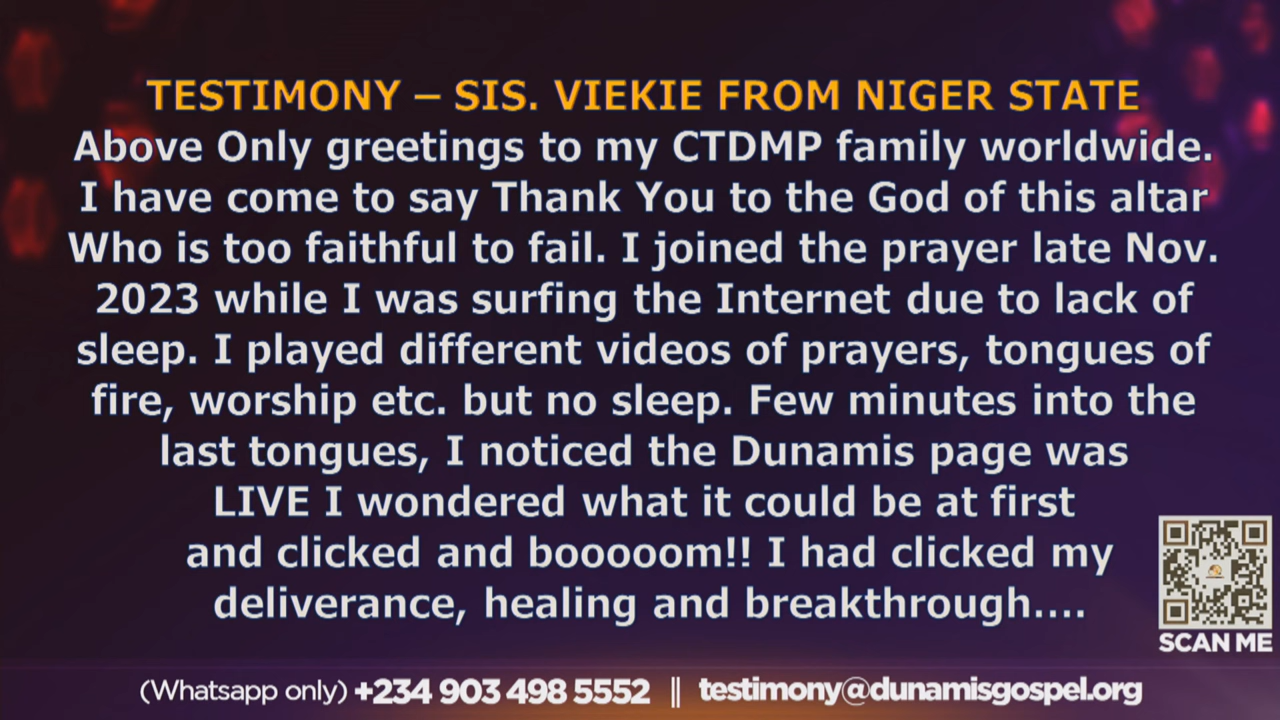 TESTIMONY – SIS. VIEKIE FROM NIGER STATE
Above Only greetings to my CTDMP family worldwide.
I have come to say Thank You to the God of this altar
Who is too faithful to fail. I joined the prayer late Nov.
2023 while I was surfing the Internet due to lack of
sleep. I played different videos of prayers, tongues of
fire, worship etc. but no sleep. Few minutes into the
last tongues, I noticed the Dunamis page was
LIVE I wondered what it could be at first
and clicked and booooom!! I had clicked my
deliverance, healing and breakthrough....
SCAN ME
(Whatsapp only) +234 903 498 5552 || testimony@dunamisgospel.org